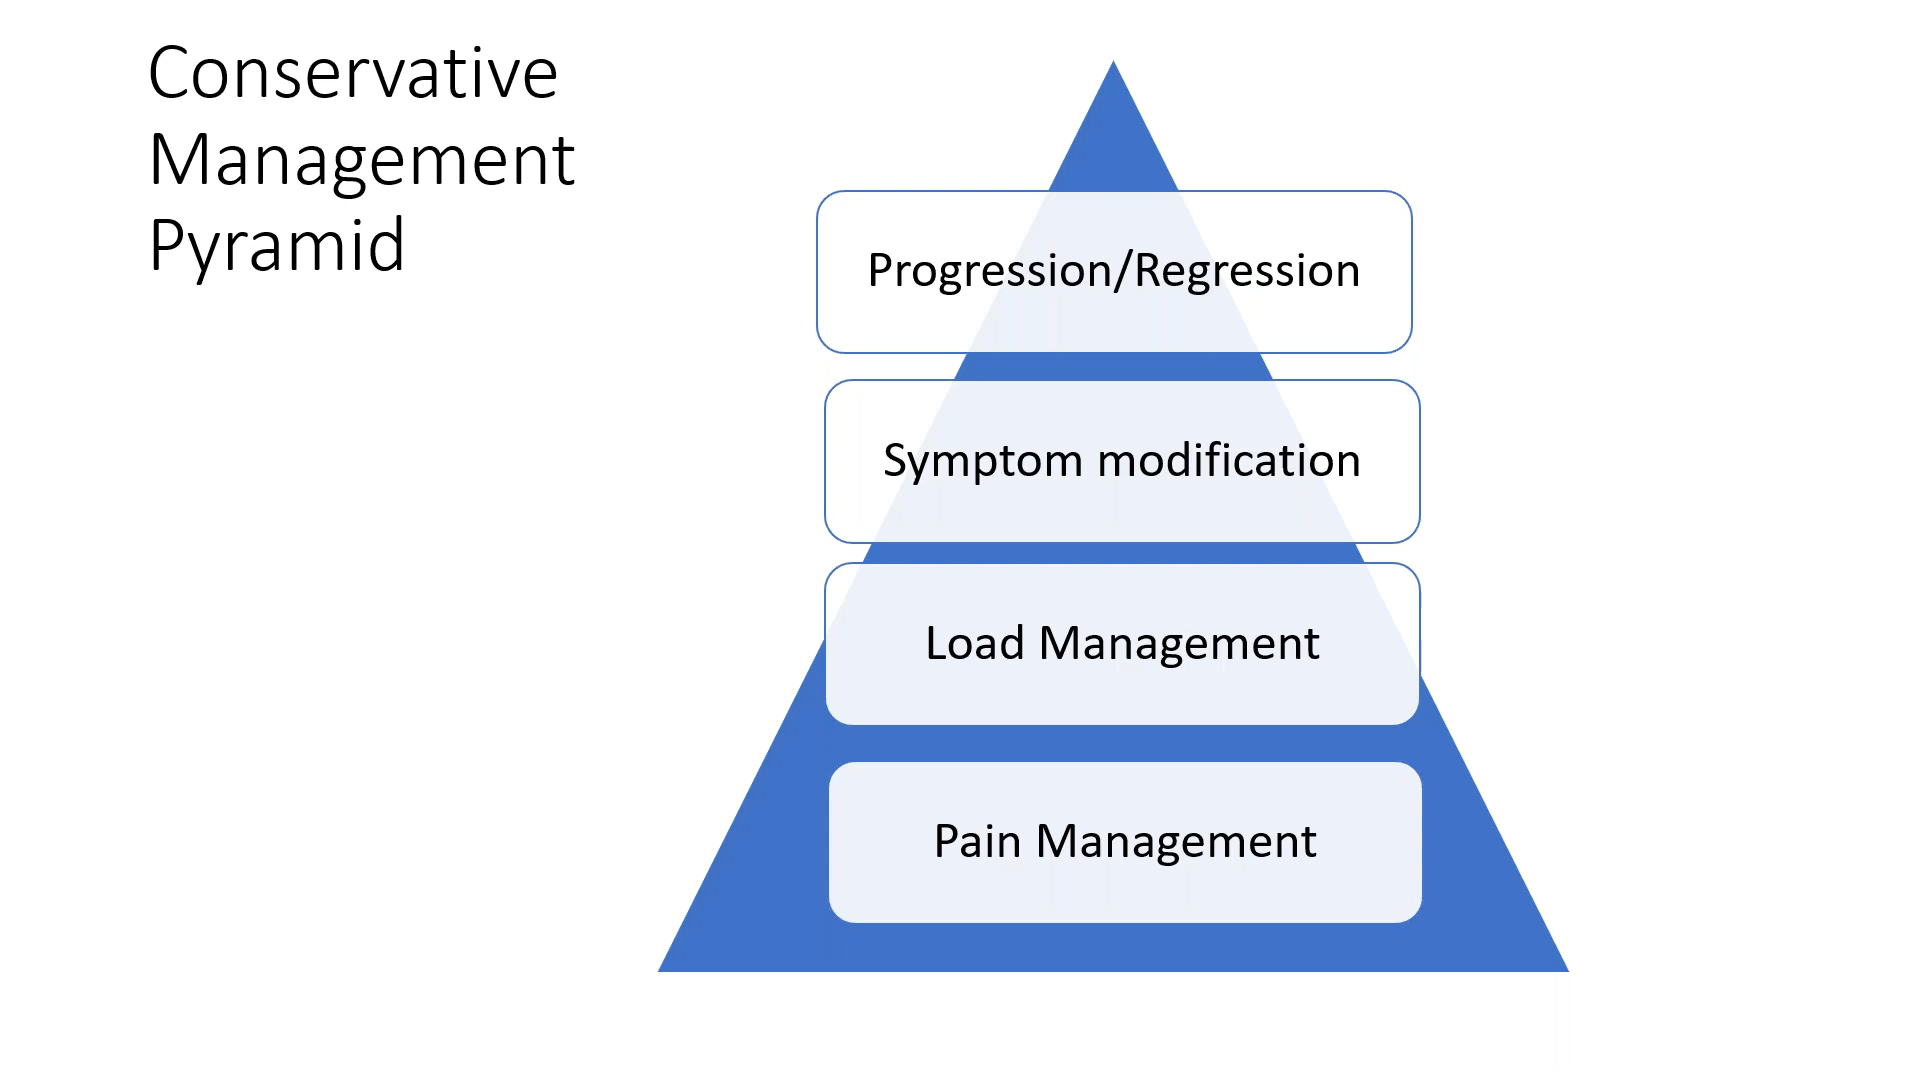 Conservative
Management
Pyramid
Progression/Regression
Symptom modification
Load Management
Pain Management